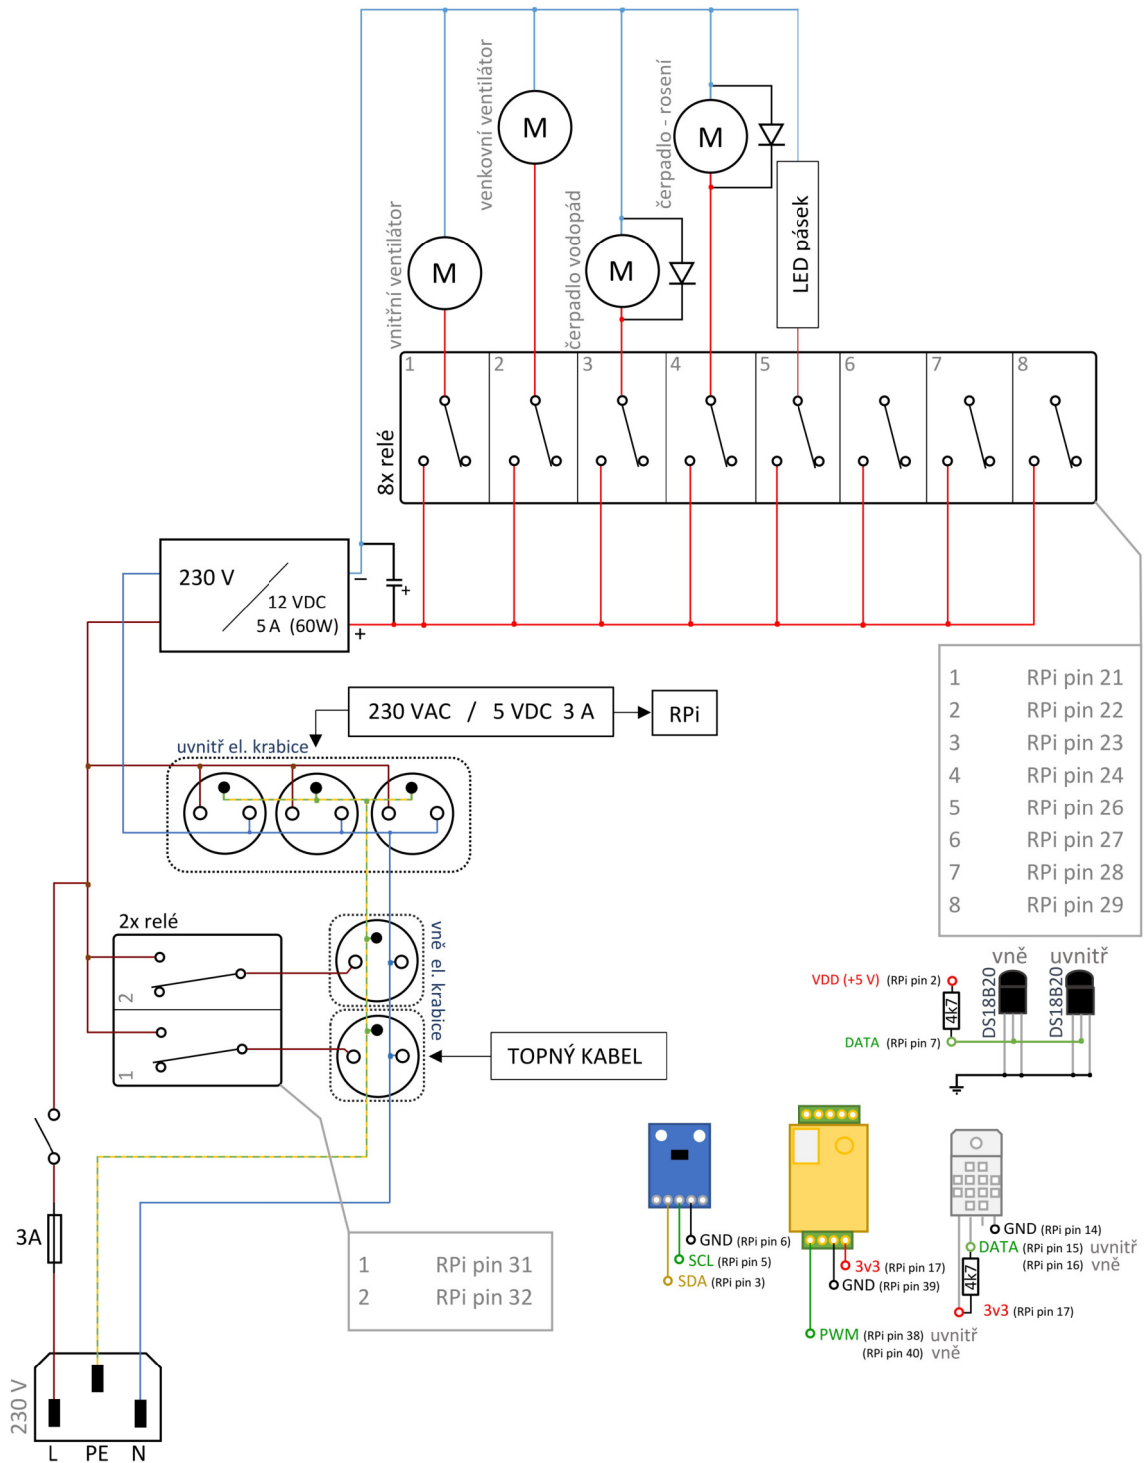 venkovní ventilátor
M
čerpadlo - rosení
M
vnitřní ventilátor
M
čerpadlo vodopád
M
LED pásek
8x relé
1
2
3
4
5
6
7
8
230 V
12 VDC
5 A (60W)
−
+
+
230 VAC / 5 VDC 3 A
RPi
uvnitř el. krabice
1 RPi pin 21
2 RPi pin 22
3 RPi pin 23
4 RPi pin 24
5 RPi pin 26
6 RPi pin 27
7 RPi pin 28
8 RPi pin 29
2x relé
2
1
vně el. krabice
TOPNÝ KABEL
vně
uvnitř
DS18B20
DS18B20
VDD (+5 V) (RPi pin 2)
4k7
DATA (RPi pin 7)
3A
1 RPi pin 31
2 RPi pin 32
GND (RPi pin 6)
SCL (RPi pin 5)
SDA (RPi pin 3)
3v3 (RPi pin 17)
GND (RPi pin 39)
PWM (RPi pin 38) uvnitř
(RPi pin 40) vně
GND (RPi pin 14)
DATA (RPi pin 15) uvnitř
(RPi pin 16) vně
4k7
3v3 (RPi pin 17)
230 V
L PE N